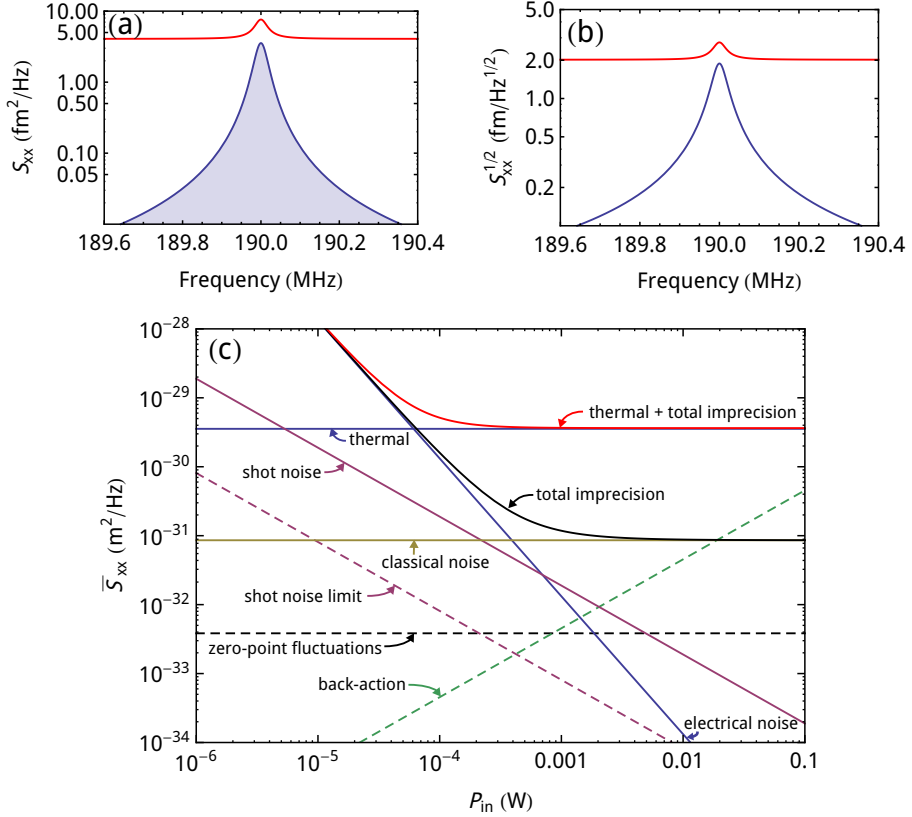 (a)
10.00
5.00
1.00
0.50
0.10
0.05
S_xx (fm²/Hz)
189.6 189.8 190.0 190.2 190.4
Frequency (MHz)
(b)
5.0
2.0
1.0
0.5
0.2
S_xx^1/2 (fm/Hz^1/2)
189.6 189.8 190.0 190.2 190.4
Frequency (MHz)
(c)
10⁻²⁸
10⁻²⁹
10⁻³⁰
10⁻³¹
10⁻³²
10⁻³³
10⁻³⁴
S̅_xx (m²/Hz)
thermal + total imprecision
thermal
shot noise
total imprecision
classical noise
shot noise limit
zero-point fluctuations
back-action
electrical noise
10⁻⁶ 10⁻⁵ 10⁻⁴ 0.001 0.01 0.1
P_in (W)